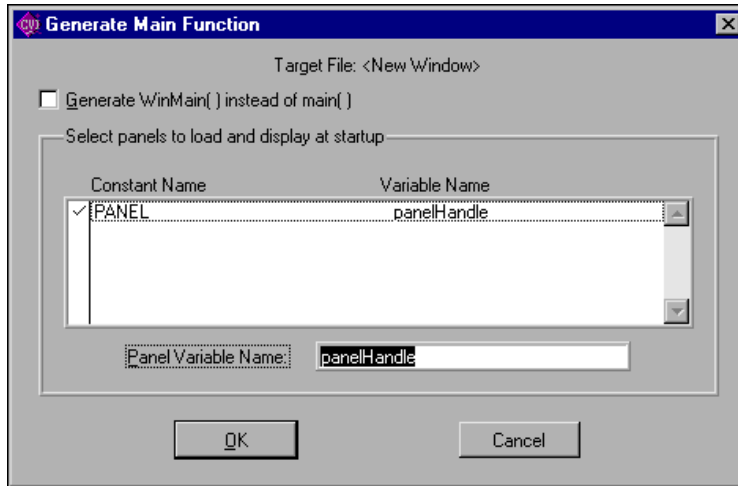 CVI Generate Main Function
Target File: <New Window>
Generate WinMain( ) instead of main( )
Select panels to load and display at startup
Constant Name Variable Name
PANEL panelHandle
Panel Variable Name: panelHandle
OK Cancel